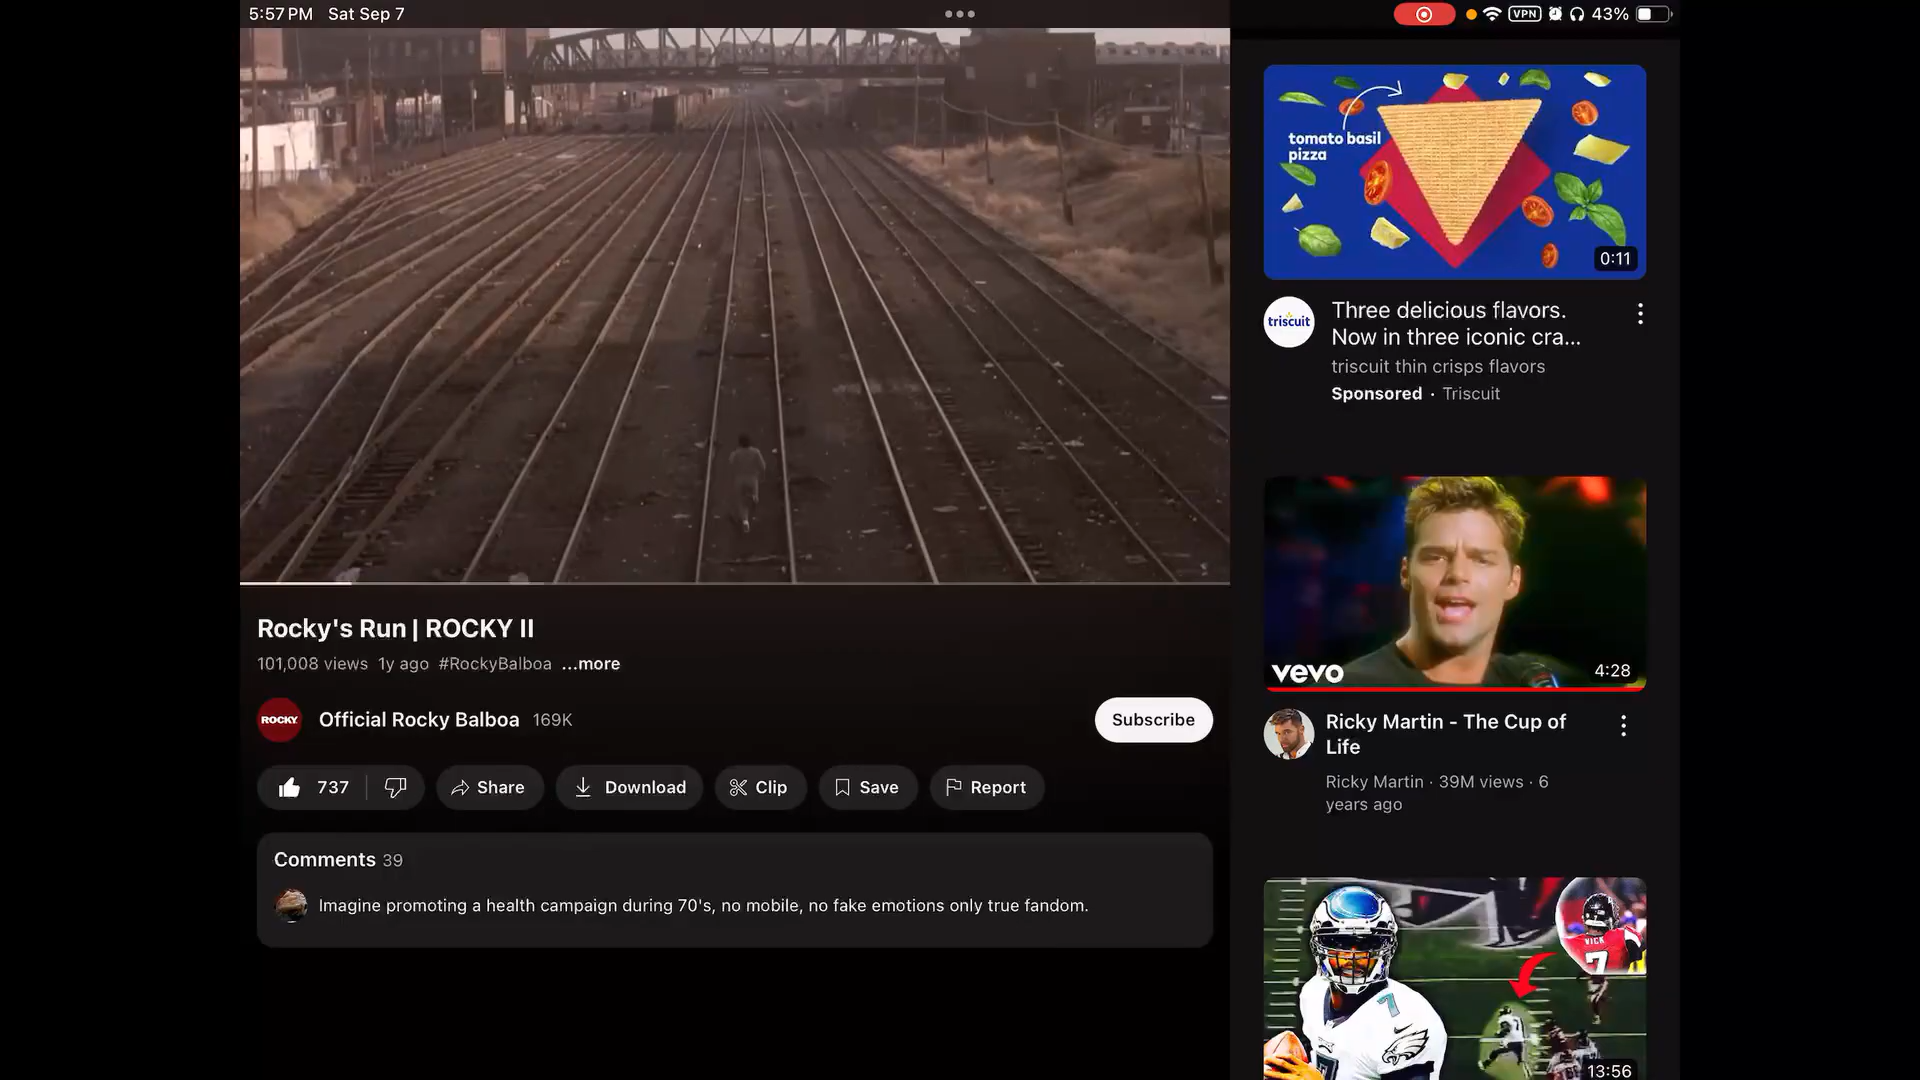 5:57 PM Sat Sep 7
VPN 43%
Rocky's Run | ROCKY II
101,008 views 1y ago #RockyBalboa ...more
ROCKY Official Rocky Balboa 169K Subscribe
737 Share Download Clip Save Report
Comments 39
Imagine promoting a health campaign during 70's, no mobile, no fake emotions only true fandom.
tomato basil
pizza
0:11
triscuit
Three delicious flavors.
Now in three iconic cra...
triscuit thin crisps flavors
Sponsored · Triscuit
vevo 4:28
Ricky Martin - The Cup of
Life
Ricky Martin · 39M views · 6
years ago
VICK
7
7
7
13:56